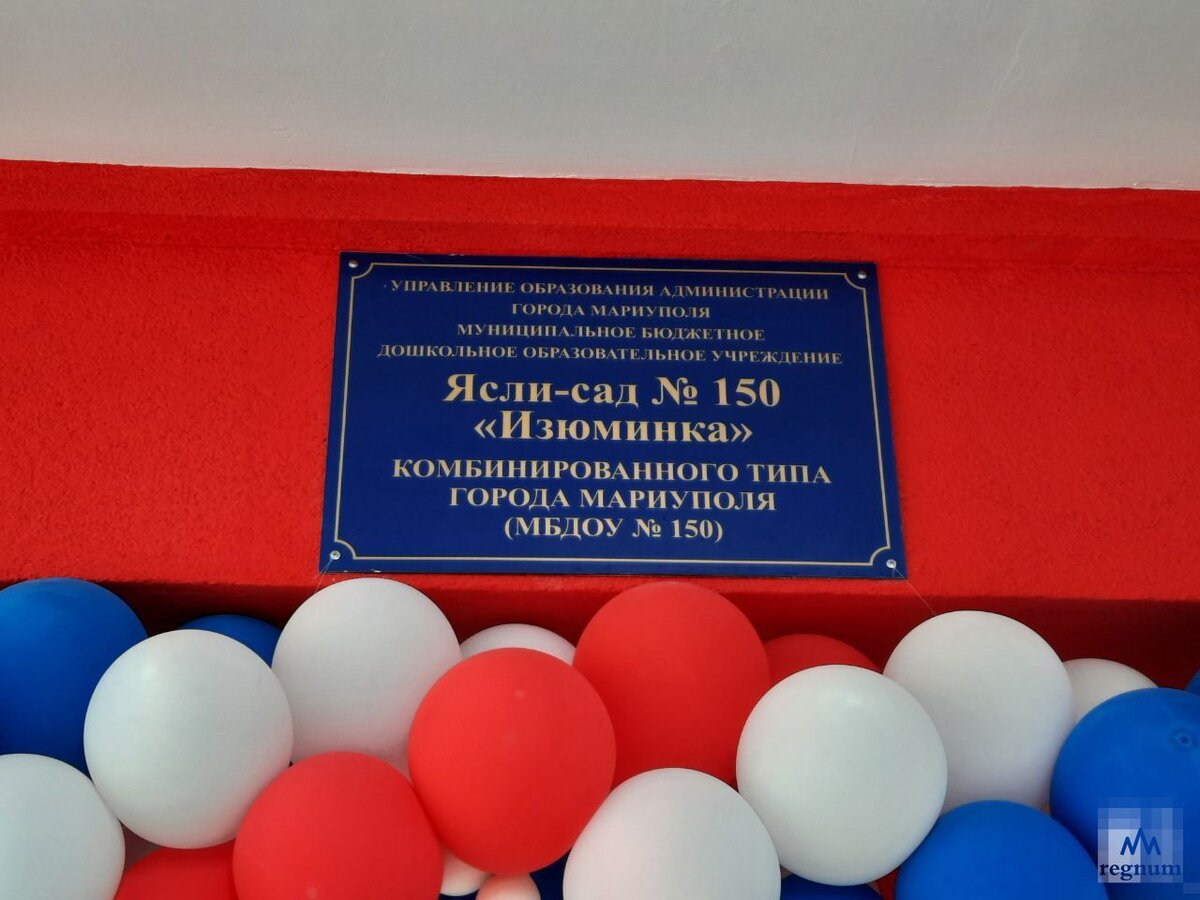 УПРАВЛЕНИЕ ОБРАЗОВАНИЯ АДМИНИСТРАЦИИ
ГОРОДА МАРИУПОЛЯ
МУНИЦИПАЛЬНОЕ БЮДЖЕТНОЕ
ДОШКОЛЬНОЕ ОБРАЗОВАТЕЛЬНОЕ УЧРЕЖДЕНИЕ
Ясли-сад № 150
«Изюминка»
КОМБИНИРОВАННОГО ТИПА
ГОРОДА МАРИУПОЛЯ
(МБДОУ № 150)
regnum